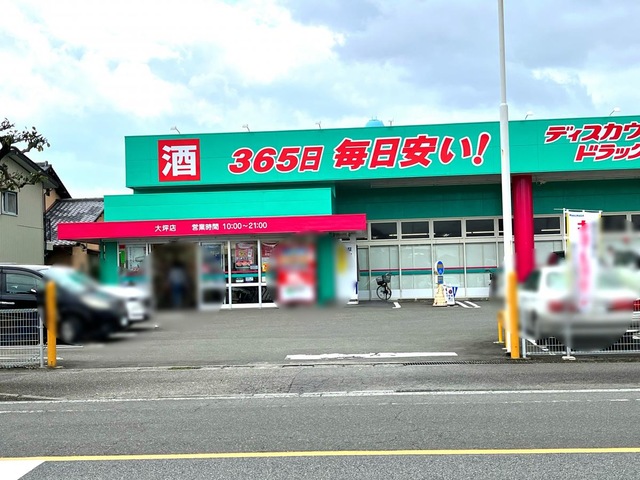 酒
365日 毎日安い!
ディスカウ
ドラッグ
大坪店 営業時間 10:00~21:00